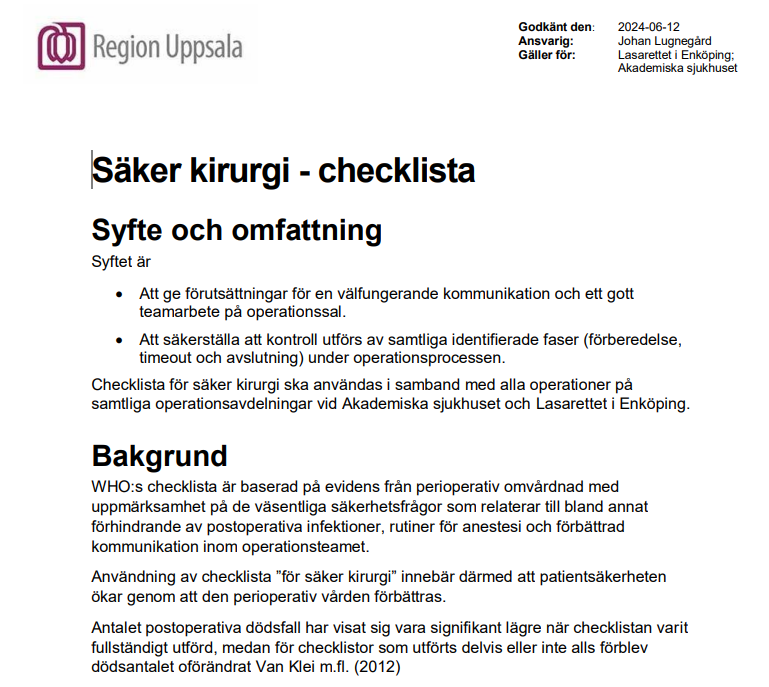 Region Uppsala
Godkänt den: 2024-06-12
Ansvarig: Johan Lugnegård
Gäller för: Lasarettet i Enköping;
Akademiska sjukhuset
Säker kirurgi - checklista
Syfte och omfattning
Syftet är
• Att ge förutsättningar för en välfungerande kommunikation och ett gott
teamarbete på operationssal.
• Att säkerställa att kontroll utförs av samtliga identifierade faser (förberedelse,
timeout och avslutning) under operationsprocessen.
Checklista för säker kirurgi ska användas i samband med alla operationer på
samtliga operationsavdelningar vid Akademiska sjukhuset och Lasarettet i Enköping.
Bakgrund
WHO:s checklista är baserad på evidens från perioperativ omvårdnad med
uppmärksamhet på de väsentliga säkerhetsfrågor som relaterar till bland annat
förhindrande av postoperativa infektioner, rutiner för anestesi och förbättrad
kommunikation inom operationsteamet.
Användning av checklista ”för säker kirurgi” innebär därmed att patientsäkerheten
ökar genom att den perioperativ vården förbättras.
Antalet postoperativa dödsfall har visat sig vara signifikant lägre när checklistan varit
fullständigt utförd, medan för checklistor som utförts delvis eller inte alls förblev
dödsantalet oförändrat Van Klei m.fl. (2012)